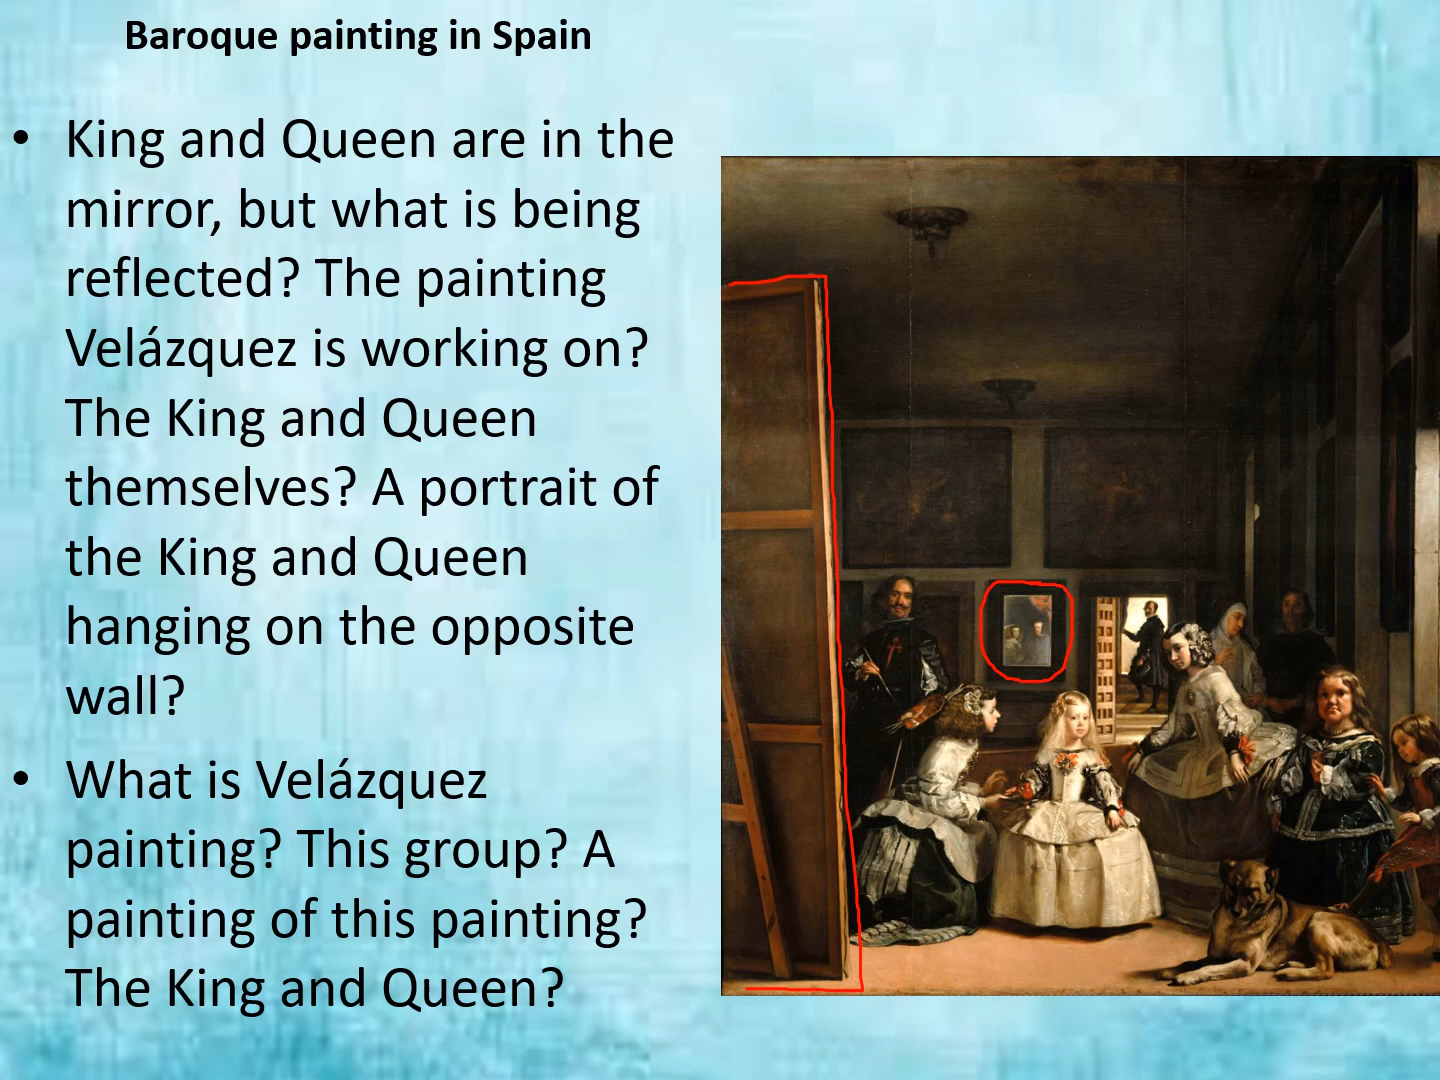 Baroque painting in Spain
• King and Queen are in the
mirror, but what is being
reflected? The painting
Velázquez is working on?
The King and Queen
themselves? A portrait of
the King and Queen
hanging on the opposite
wall?
• What is Velázquez
painting? This group? A
painting of this painting?
The King and Queen?